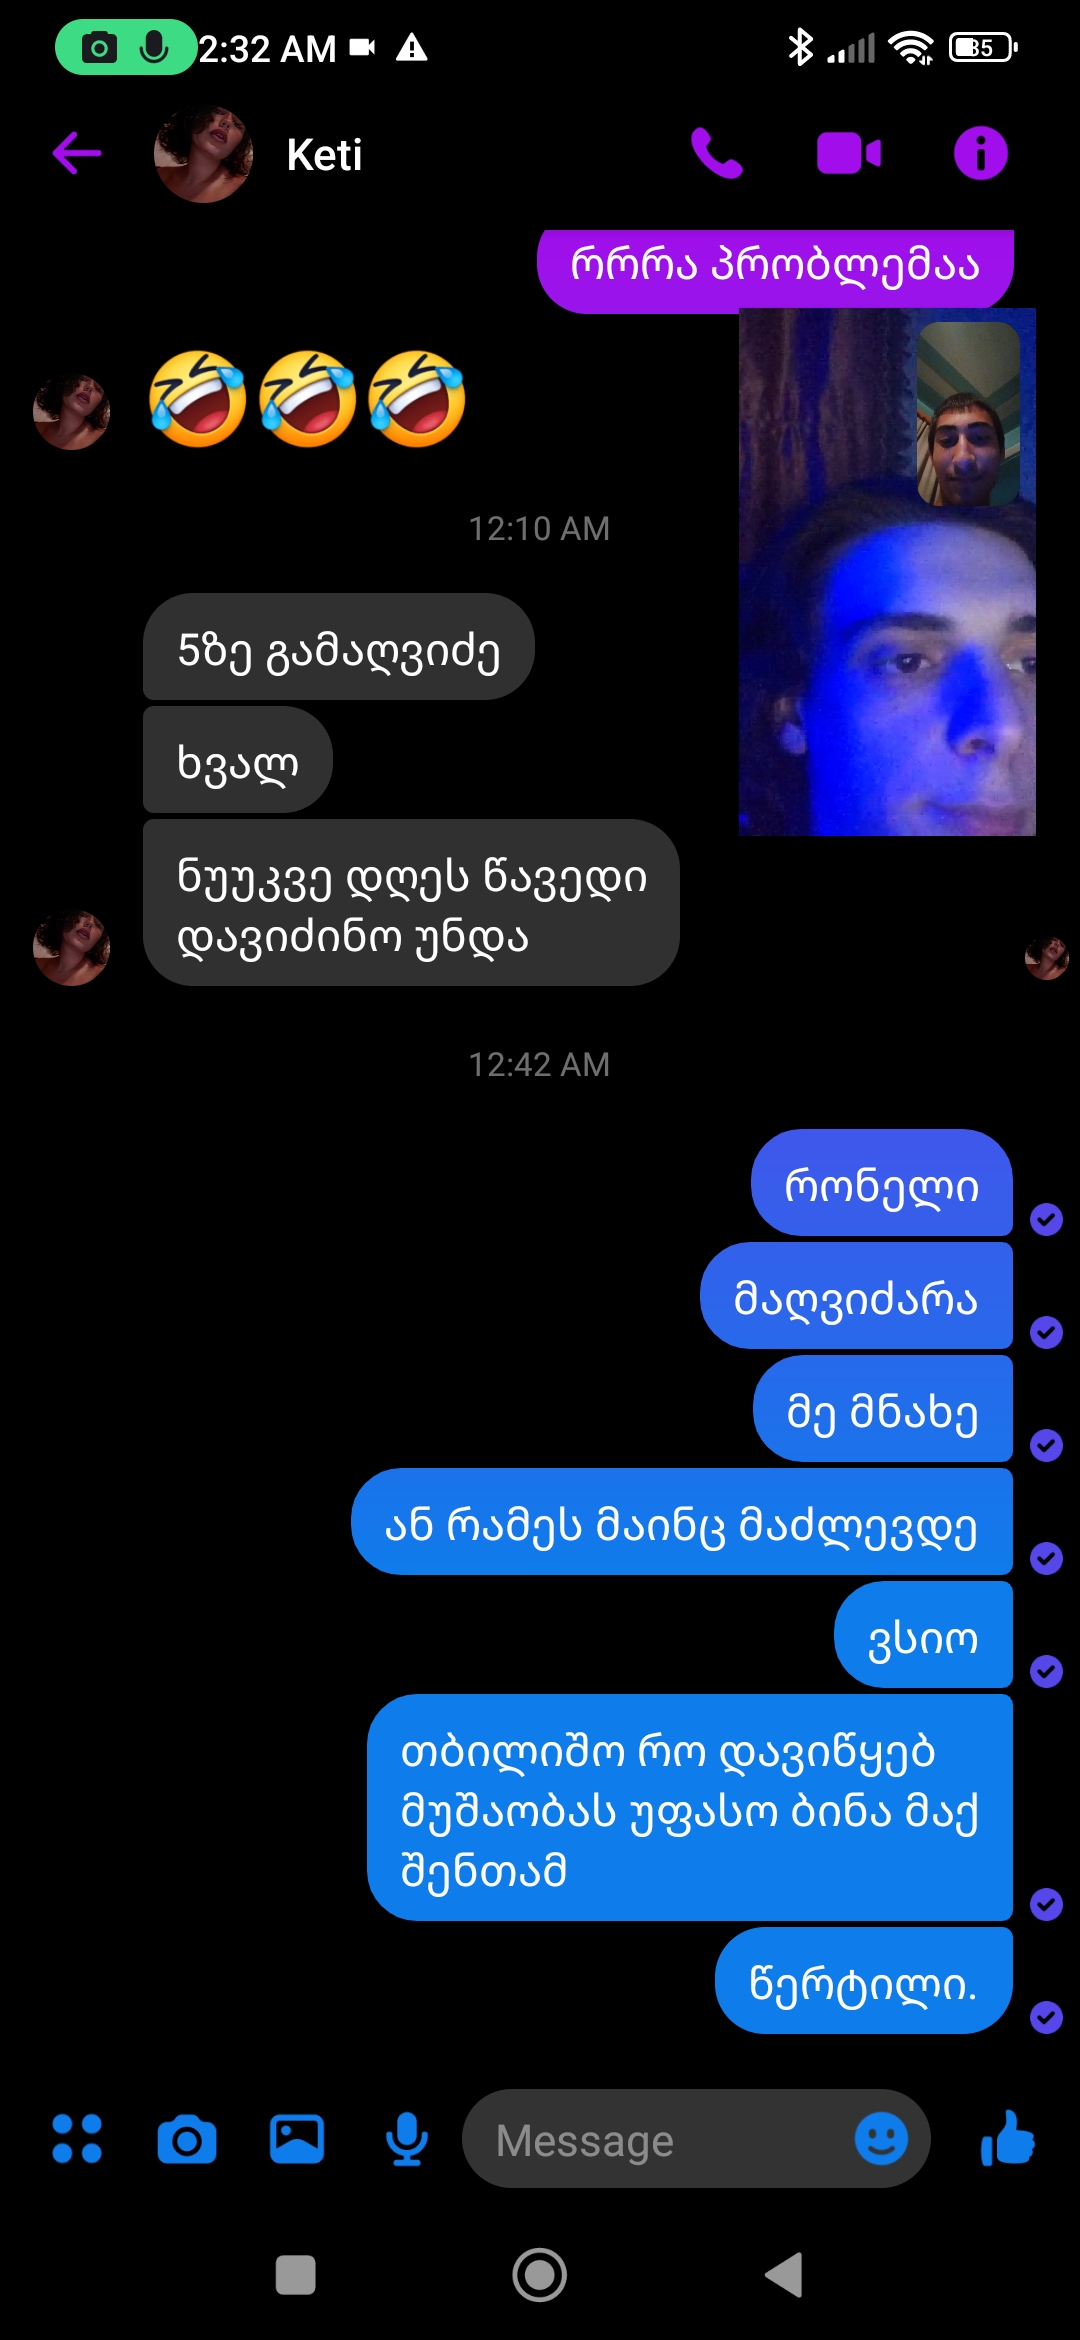 2:32 AM
35
Keti
რრრა პრობლემაა
🤣🤣🤣
12:10 AM
5ზე გამაღვიძე
ხვალ
ნუუკვე დღეს წავედი
დავიძინო უნდა
12:42 AM
რონელი
მაღვიძარა
მე მნახე
ან რამეს მაინც მაძლევდე
ვსიო
თბილიშო რო დავიწყებ
მუშაობას უფასო ბინა მაქ
შენთამ
წერტილი.
Message